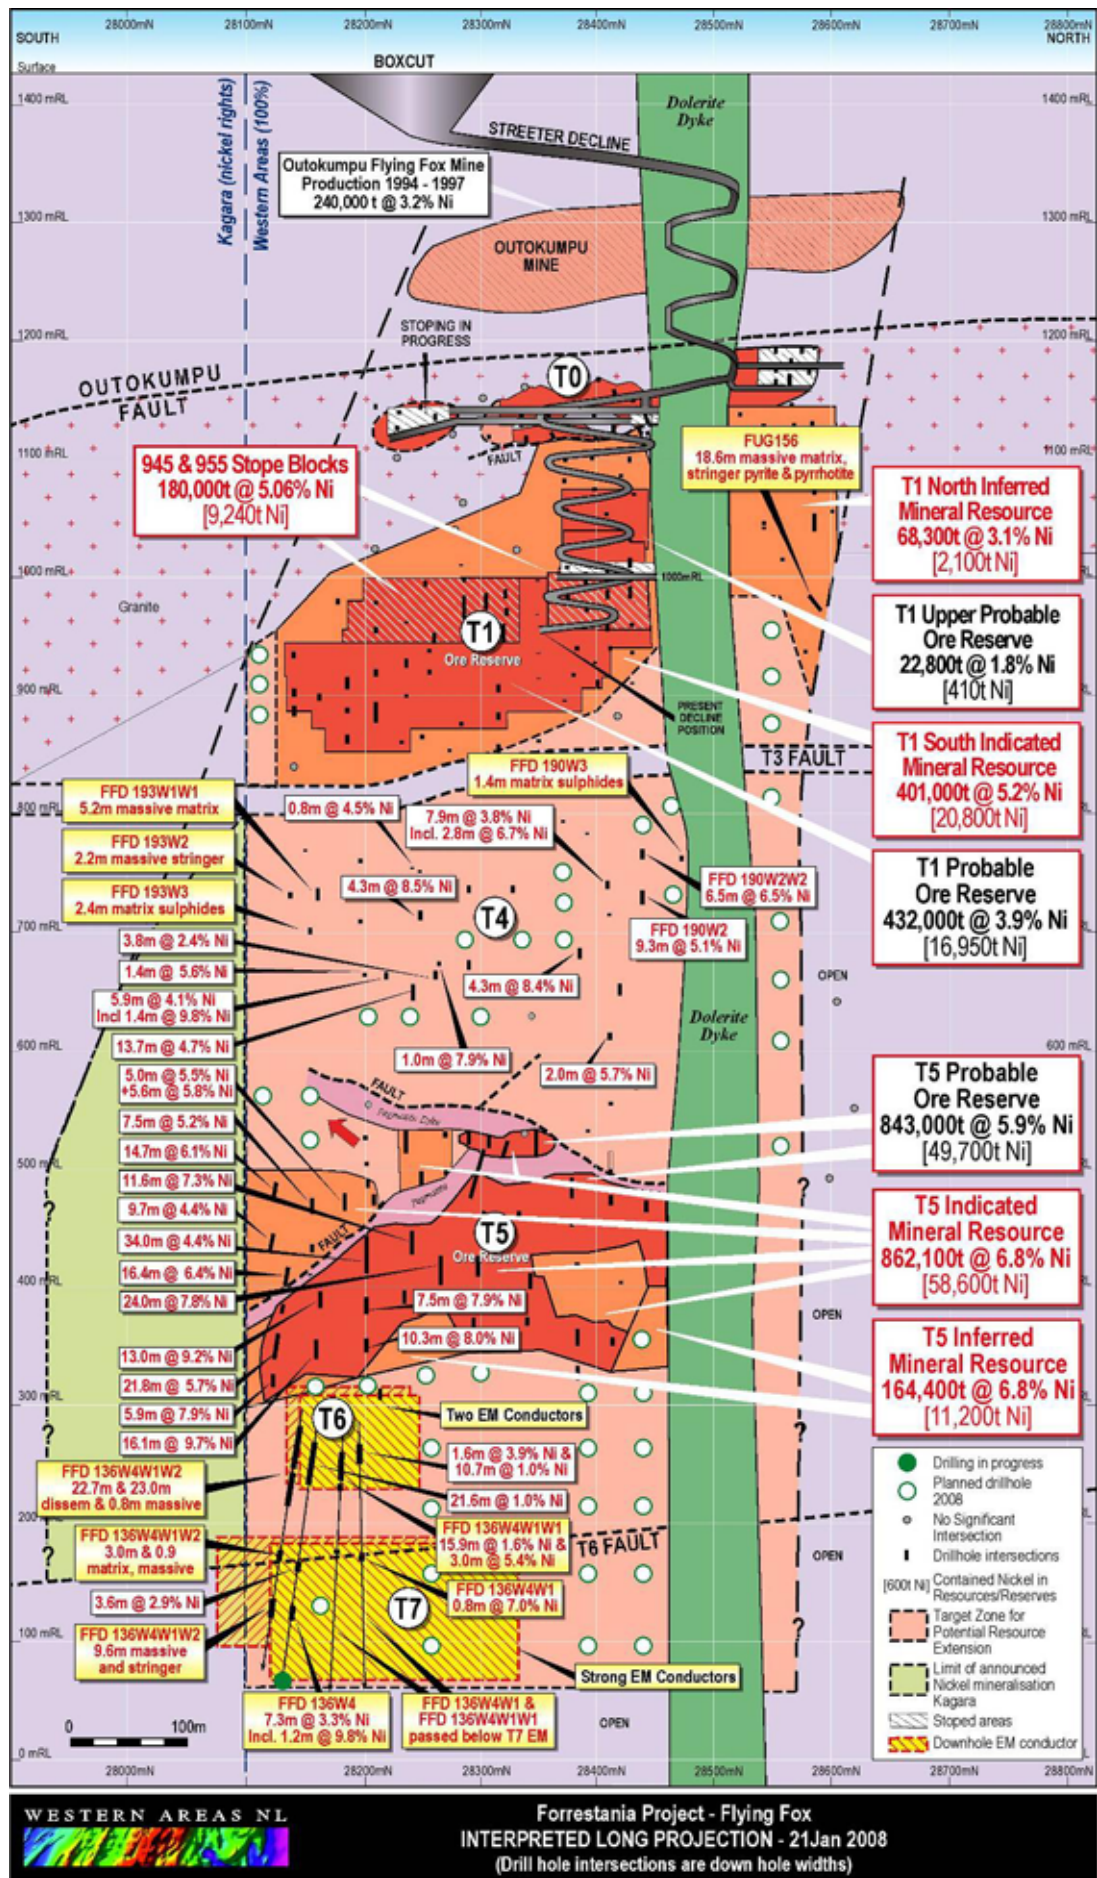 28000mN 28100mN 28200mN 28300mN 28400mN 28500mN 28600mN 28700mN 28800mN
SOUTH
NORTH
Surface
BOXCUT
1400 mRL
1400 mRL
Kagara (nickel rights)
Western Areas (100%)
Dolerite
Dyke
STREETER DECLINE
Outokumpu Flying Fox Mine
Production 1994 - 1997
240,000 t @ 3.2% Ni
1300 mRL
1300 mRL
OUTOKUMPU
MINE
1200 mRL
1200 mRL
STOPING IN
PROGRESS
OUTOKUMPU
FAULT
T0
1100 mRL
1100 mRL
FAULT
FUG156
18.6m massive matrix,
stringer pyrite & pyrrhotite
945 & 955 Stope Blocks
180,000t @ 5.06% Ni
[9,240t Ni]
T1 North Inferred
Mineral Resource
68,300t @ 3.1% Ni
[2,100t Ni]
1000 mRL
1000mRL
Granite
T1
Ore Reserve
T1 Upper Probable
Ore Reserve
22,800t @ 1.8% Ni
[410t Ni]
900 mRL
PRESENT
DECLINE
POSITION
T1 South Indicated
Mineral Resource
401,000t @ 5.2% Ni
[20,800t Ni]
T3 FAULT
800 mRL
FFD 193W1W1
5.2m massive matrix
0.8m @ 4.5% Ni
FFD 190W3
1.4m matrix sulphides
7.9m @ 3.8% Ni
Incl. 2.8m @ 6.7% Ni
FFD 193W2
2.2m massive stringer
T1 Probable
Ore Reserve
432,000t @ 3.9% Ni
[16,950t Ni]
FFD 193W3
2.4m matrix sulphides
4.3m @ 8.5% Ni
FFD 190W2W2
6.5m @ 6.5% Ni
T4
700 mRL
FFD 190W2
9.3m @ 5.1% Ni
3.8m @ 2.4% Ni
1.4m @ 5.6% Ni
4.3m @ 8.4% Ni
OPEN
5.9m @ 4.1% Ni
Incl 1.4m @ 9.8% Ni
Dolerite
Dyke
13.7m @ 4.7% Ni
600 mRL
600 mRL
1.0m @ 7.9% Ni
2.0m @ 5.7% Ni
5.0m @ 5.5% Ni
+5.6m @ 5.8% Ni
FAULT
Pegmatite Dyke
T5 Probable
Ore Reserve
843,000t @ 5.9% Ni
[49,700t Ni]
7.5m @ 5.2% Ni
14.7m @ 6.1% Ni
500 mRL
11.6m @ 7.3% Ni
Pegmatite
?
?
9.7m @ 4.4% Ni
T5 Indicated
Mineral Resource
862,100t @ 6.8% Ni
[58,600t Ni]
FAULT
T5
Ore Reserve
34.0m @ 4.4% Ni
16.4m @ 6.4% Ni
400 mRL
24.0m @ 7.8% Ni
7.5m @ 7.9% Ni
OPEN
10.3m @ 8.0% Ni
T5 Inferred
Mineral Resource
164,400t @ 6.8% Ni
[11,200t Ni]
13.0m @ 9.2% Ni
21.8m @ 5.7% Ni
300 mRL
5.9m @ 7.9% Ni
T6
Two EM Conductors
?
?
16.1m @ 9.7% Ni
1.6m @ 3.9% Ni &
10.7m @ 1.0% Ni
FFD 136W4W1W2
22.7m & 23.0m
dissem & 0.8m massive
21.6m @ 1.0% Ni
200 mRL
FFD 136W4W1W1
15.9m @ 1.6% Ni &
3.0m @ 5.4% Ni
T6 FAULT
FFD 136W4W1W2
3.0m & 0.9
matrix, massive
?
OPEN
FFD 136W4W1
0.8m @ 7.0% Ni
3.6m @ 2.9% Ni
T7
?
100 mRL
FFD 136W4W1W2
9.6m massive
and stringer
Strong EM Conductors
FFD 136W4
7.3m @ 3.3% Ni
Incl. 1.2m @ 9.8% Ni
FFD 136W4W1 &
FFD 136W4W1W1
passed below T7 EM
OPEN
0 100m
0 mRL
Drilling in progress
Planned drillhole
2008
No Significant
Intersection
Drillhole intersections
[600t Ni] Contained Nickel in
Resources/Reserves
Target Zone for
Potential Resource
Extension
Limit of announced
Nickel mineralisation
Kagara
Stoped areas
Downhole EM conductor
28000mN 28100mN 28200mN 28300mN 28400mN 28500mN 28600mN 28700mN 28800mN
WESTERN AREAS NL
Forrestania Project - Flying Fox
INTERPRETED LONG PROJECTION - 21Jan 2008
(Drill hole intersections are down hole widths)